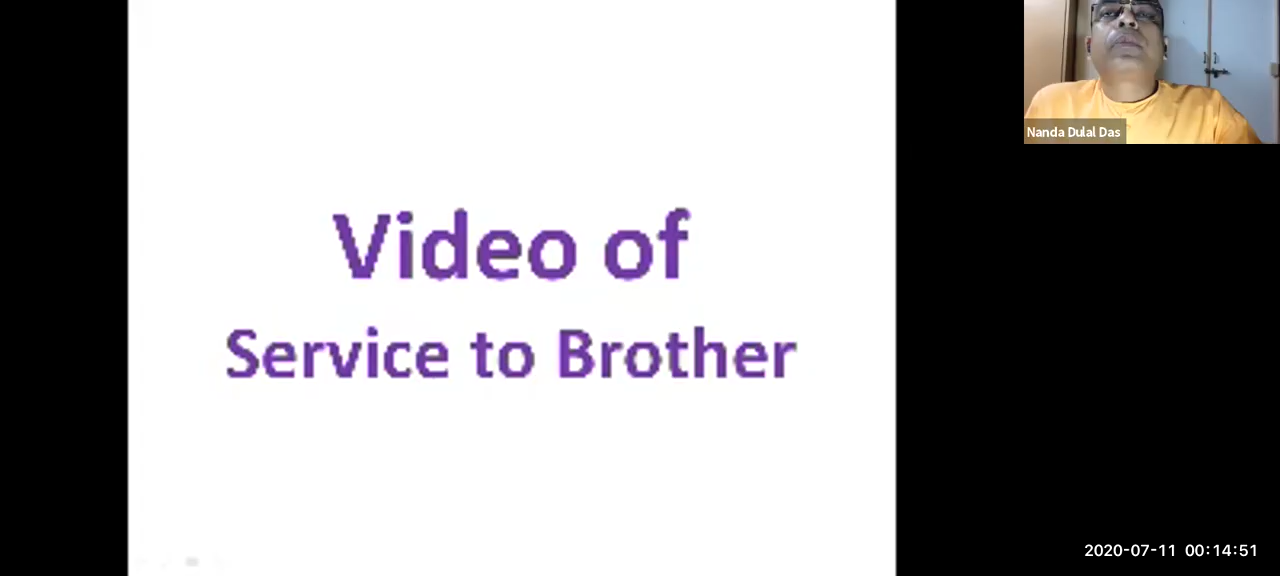 Video of
Service to Brother
Nanda Dulal Das
2020-07-11 00:14:51